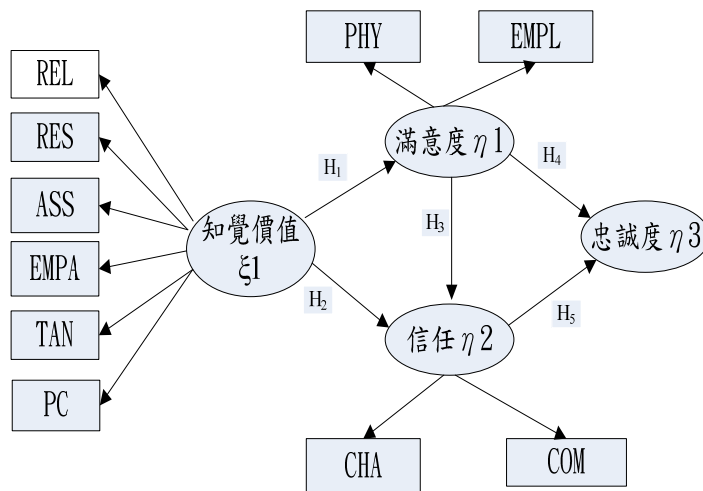 PHY
EMPL
REL
RES
ASS
EMPA
TAN
PC
知覺價值
ξ1
H1
H2
滿意度η1
H3
H4
信任η2
H5
忠誠度η3
CHA
COM